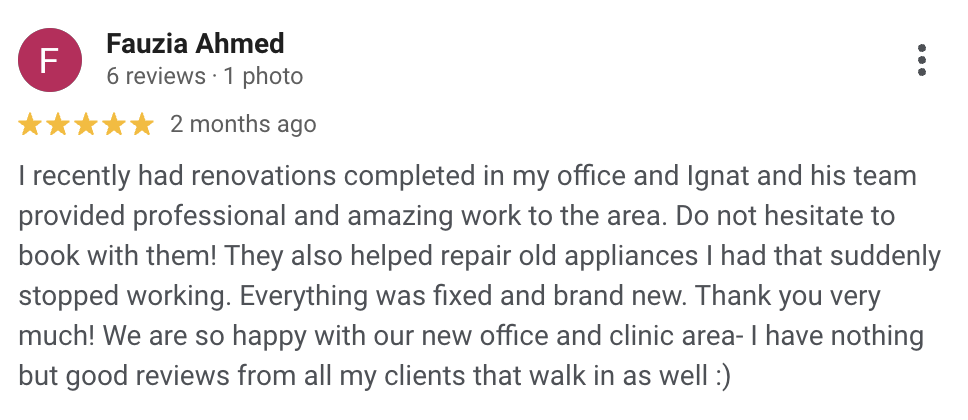 F
Fauzia Ahmed
6 reviews · 1 photo
2 months ago
I recently had renovations completed in my office and Ignat and his team
provided professional and amazing work to the area. Do not hesitate to
book with them! They also helped repair old appliances I had that suddenly
stopped working. Everything was fixed and brand new. Thank you very
much! We are so happy with our new office and clinic area- I have nothing
but good reviews from all my clients that walk in as well :)